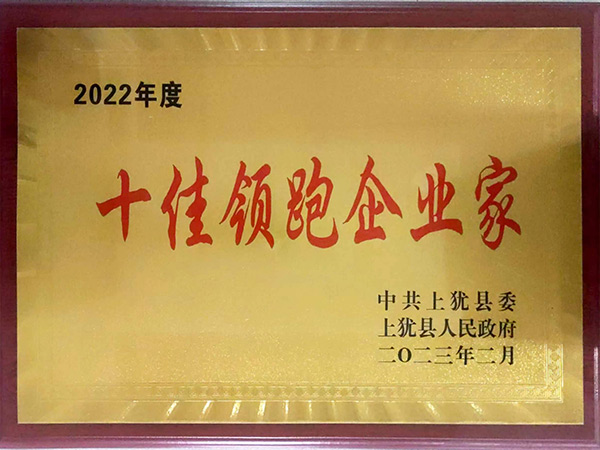 2022年度
十佳领跑企业家
中共上犹县委
上犹县人民政府
二〇二三年二月